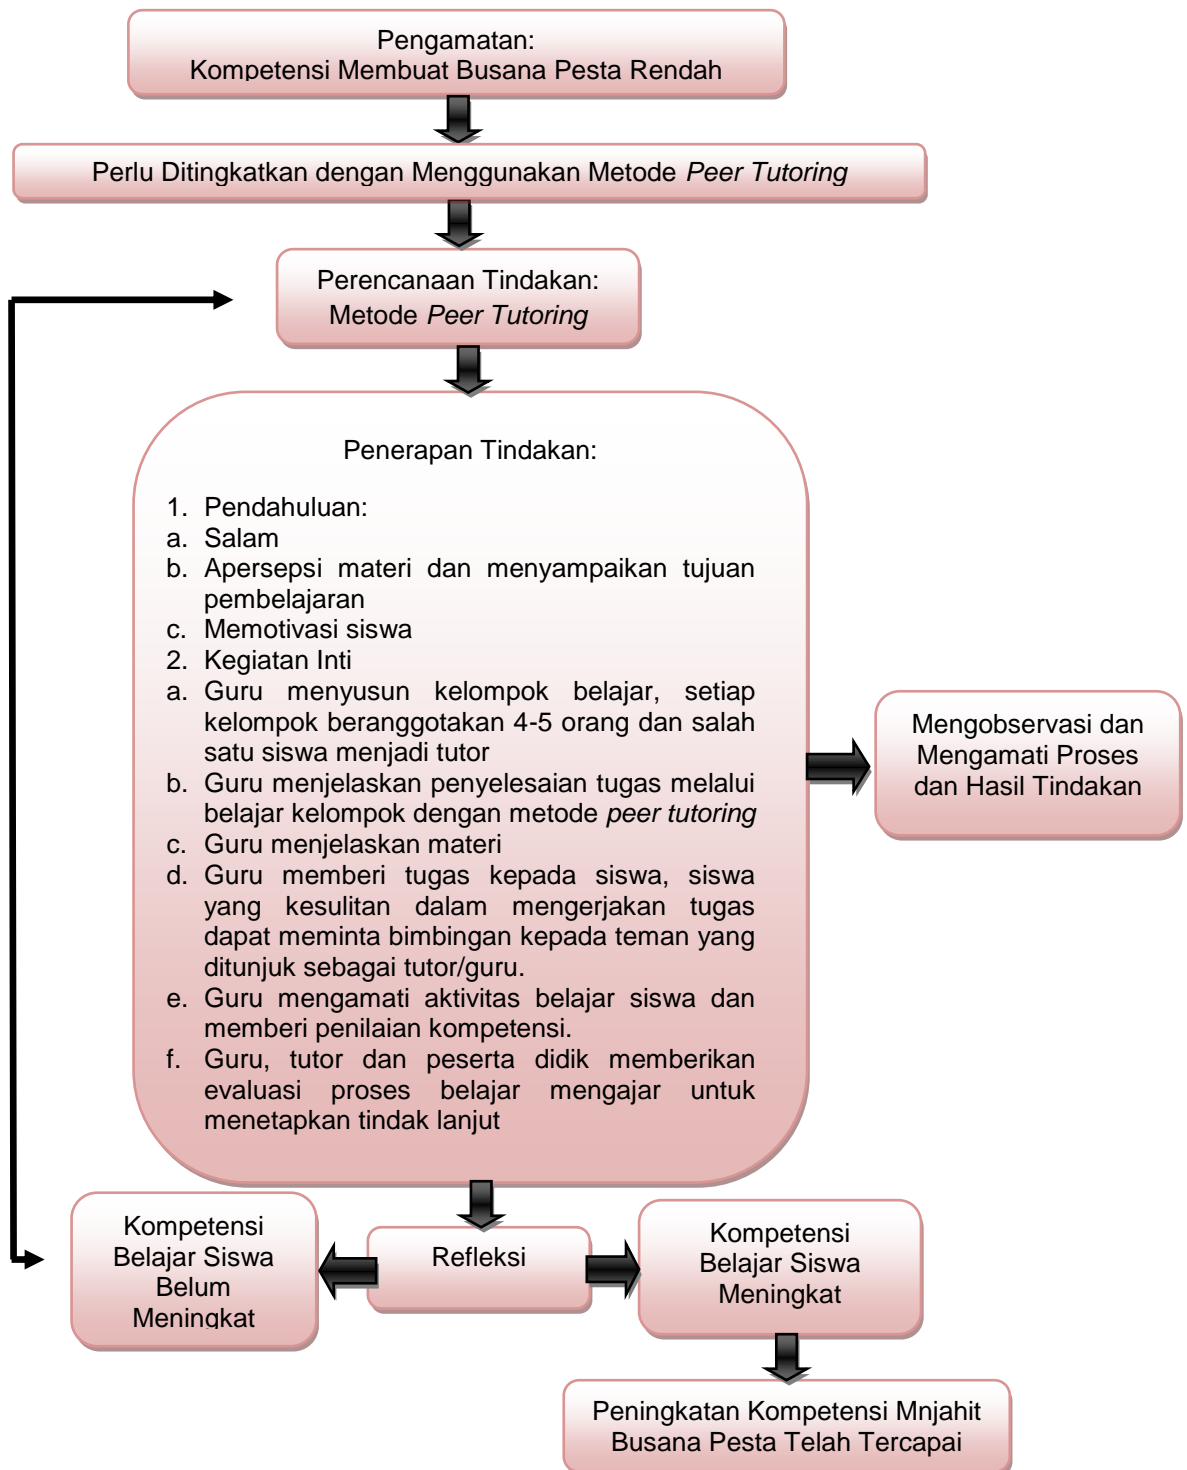 Pengamatan:
Kompetensi Membuat Busana Pesta Rendah
Perlu Ditingkatkan dengan Menggunakan Metode Peer Tutoring
Perencanaan Tindakan:
Metode Peer Tutoring
Penerapan Tindakan:
1. Pendahuluan:
a. Salam
b. Apersepsi materi dan menyampaikan tujuan
pembelajaran
c. Memotivasi siswa
2. Kegiatan Inti
a. Guru menyusun kelompok belajar, setiap
kelompok beranggotakan 4-5 orang dan salah
satu siswa menjadi tutor
b. Guru menjelaskan penyelesaian tugas melalui
belajar kelompok dengan metode peer tutoring
c. Guru menjelaskan materi
d. Guru memberi tugas kepada siswa, siswa
yang kesulitan dalam mengerjakan tugas
dapat meminta bimbingan kepada teman yang
ditunjuk sebagai tutor/guru.
e. Guru mengamati aktivitas belajar siswa dan
memberi penilaian kompetensi.
f. Guru, tutor dan peserta didik memberikan
evaluasi proses belajar mengajar untuk
menetapkan tindak lanjut
Mengobservasi dan
Mengamati Proses
dan Hasil Tindakan
Kompetensi
Belajar Siswa
Belum
Meningkat
Refleksi
Kompetensi
Belajar Siswa
Meningkat
Peningkatan Kompetensi Mnjahit
Busana Pesta Telah Tercapai